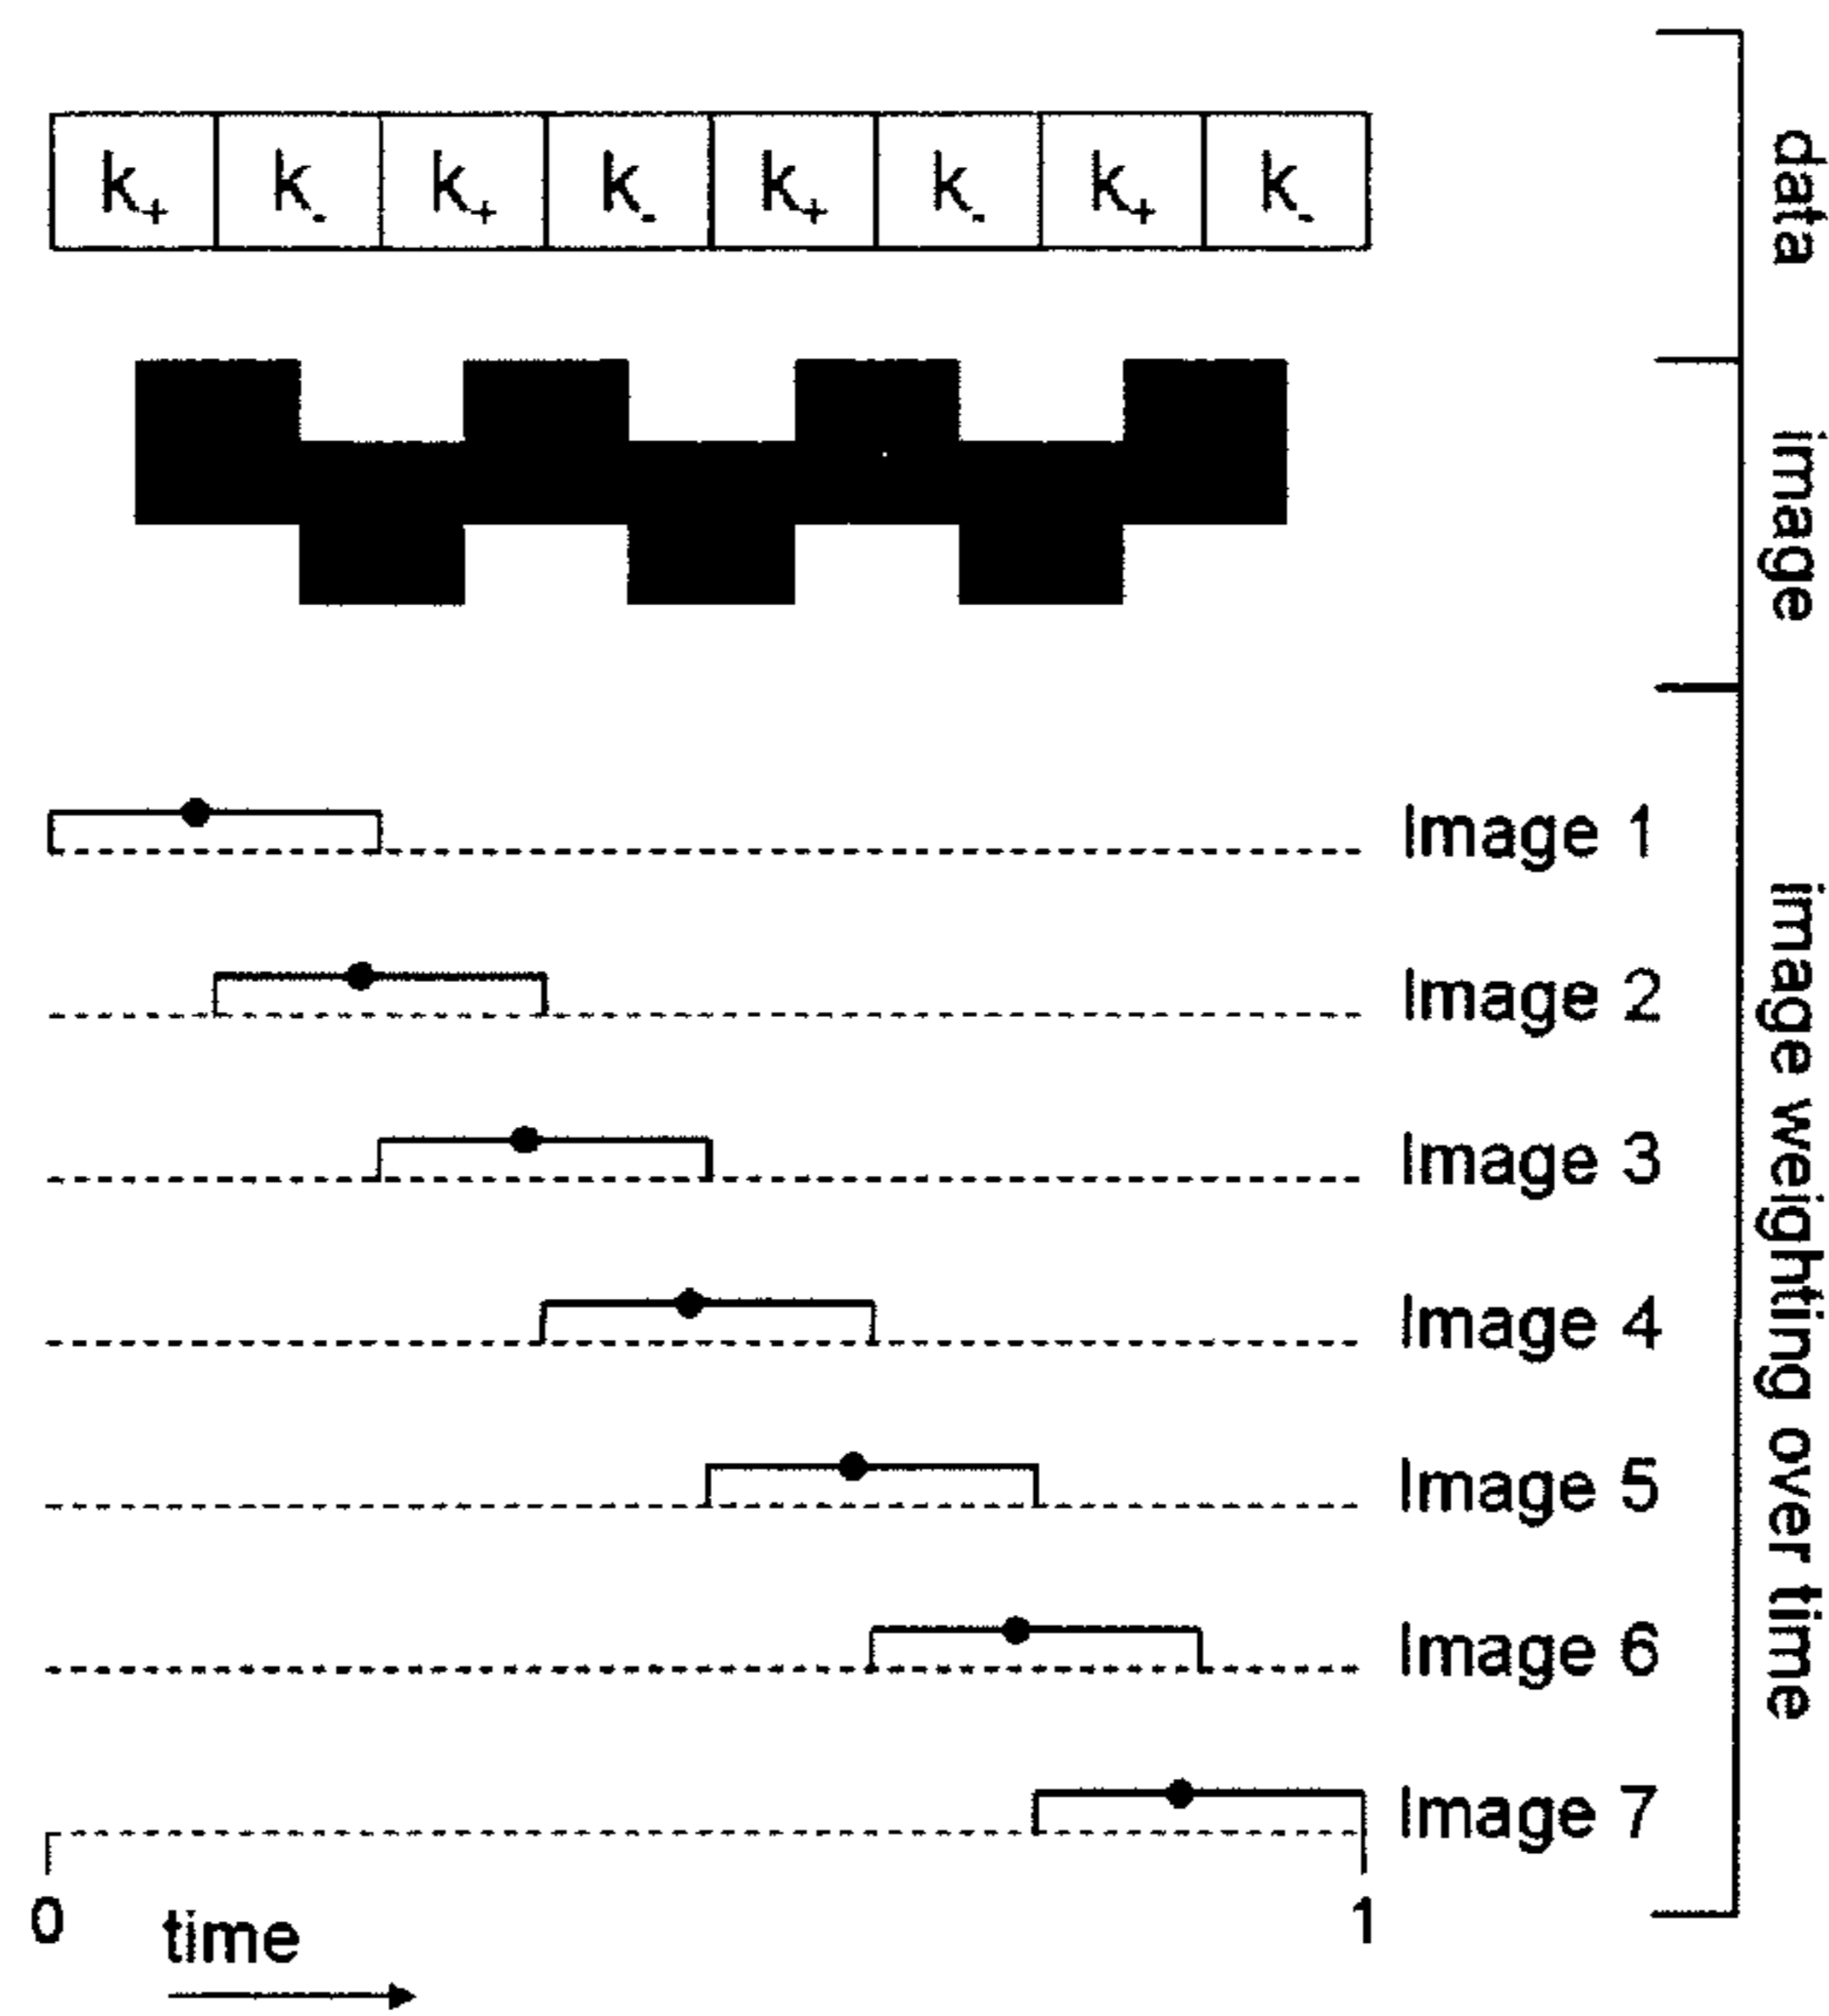 k+ k- k+ k- k+ k- k+ k-
data
image
Image 1
Image 2
Image 3
Image 4
Image 5
Image 6
Image 7
image weighting over time
0 1
time